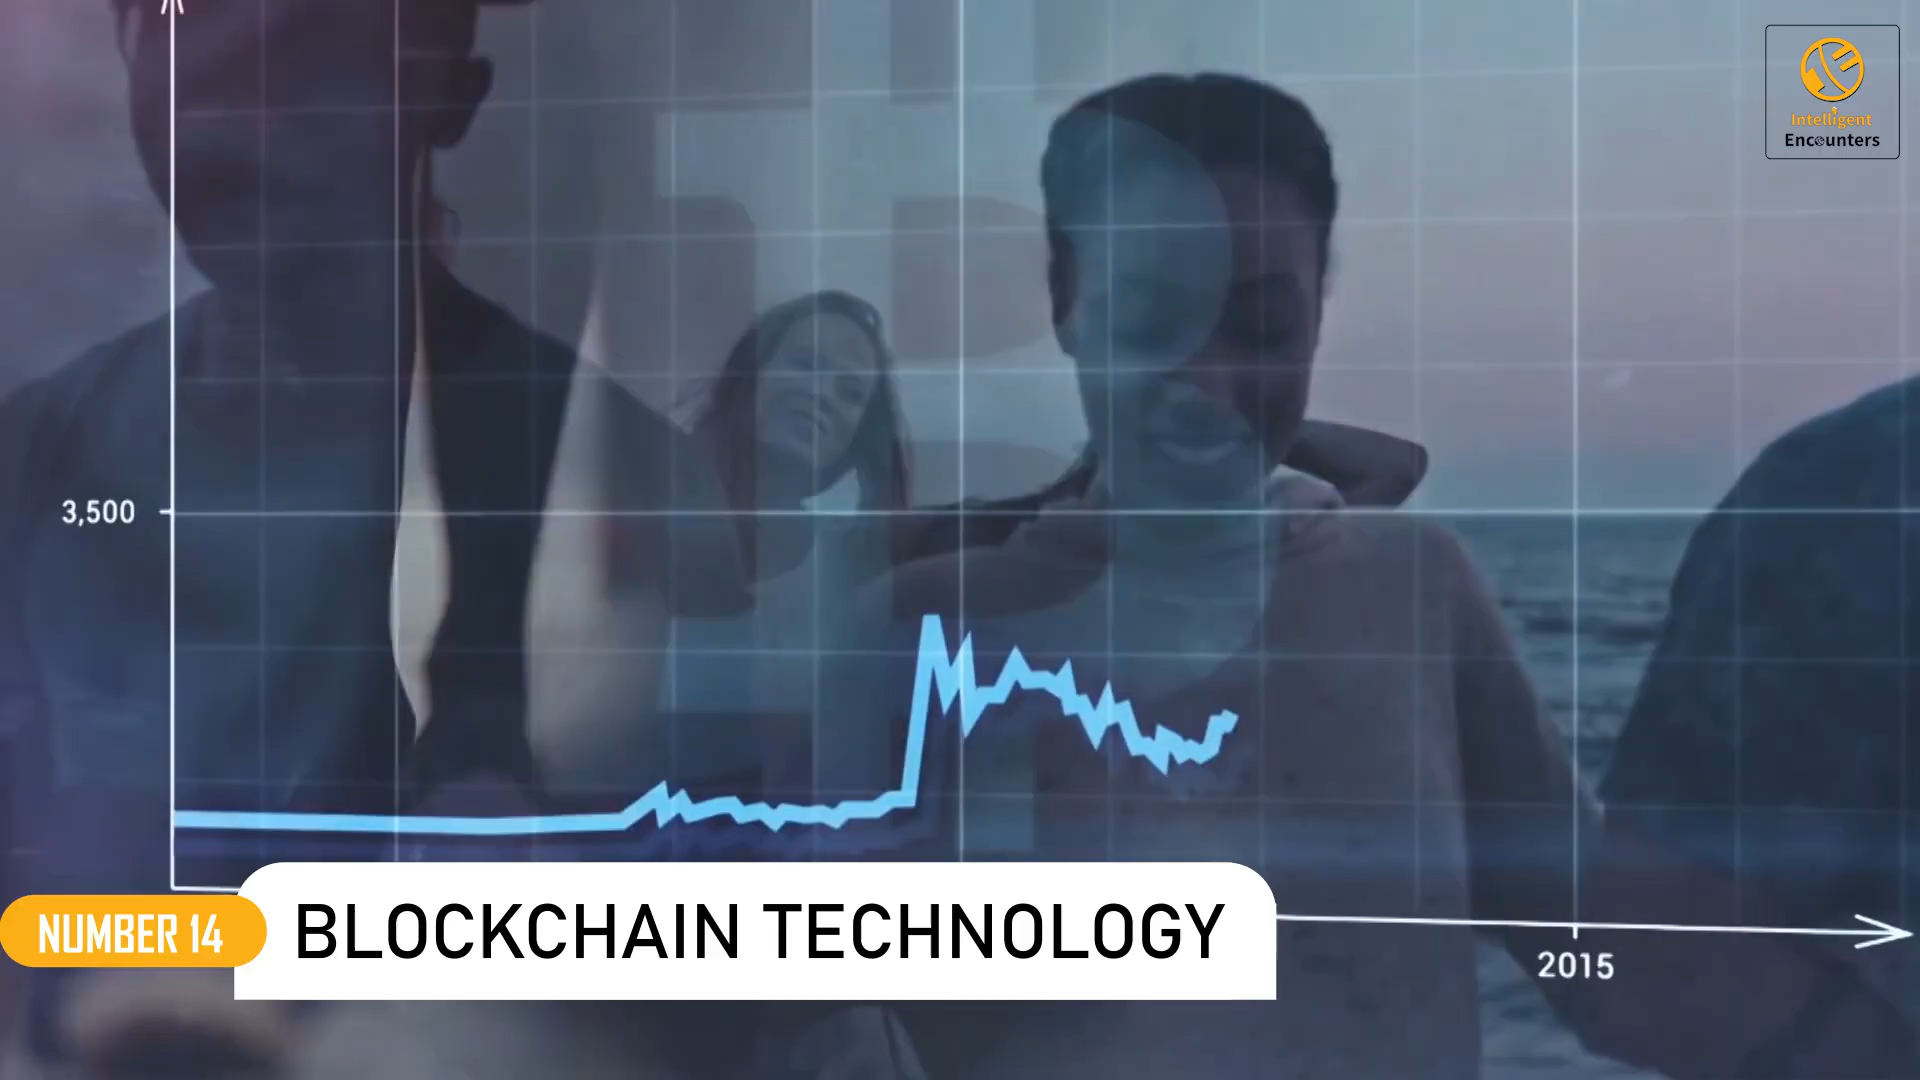 Intelligent
Encounters
3,500
NUMBER 14
BLOCKCHAIN TECHNOLOGY
2015